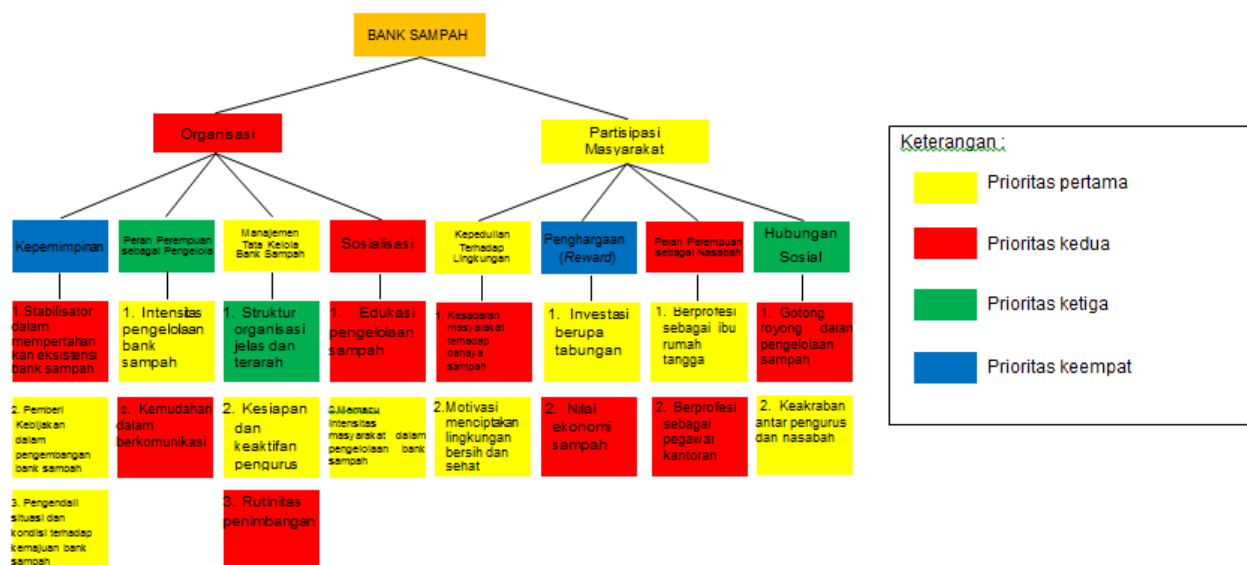 BANK SAMPAH
Organisasi
Partisipasi
Masyarakat
Kepemimpinan
Peran Perempuan
sebagai Pengelola
Manajemen
Tata Kelola
Bank Sampah
Sosialisasi
Kepedulian
Terhadap
Lingkungan
Penghargaan
(Reward)
Peran Perempuan
sebagai Nasabah
Hubungan
Sosial
1.Stabilisator
dalam
mempertahan
kan eksistensi
bank sampah
1. Intensitas
pengelolaan
bank
sampah
1. Struktur
organisasi
jelas dan
terarah
1. Edukasi
pengelolaan
sampah
1. Kesadaran
masyarakat
terhadap
bahaya
sampah
1. Investasi
berupa
tabungan
1. Berprofesi
sebagai ibu
rumah
tangga
1. Gotong
royong dalan
pengelolaan
sampah
2. Pemberi
Kebijakan
dalam
pengembangan
bank sampah
2. Kemudahan
dalam
berkomunikasi
2. Kesiapan
dan
keaktifan
pengurus
2.Memacu
Intensitas
masyarakat dalam
pengelolaan bank
sampah
2.Motivasi
menciptakan
lingkungan
bersih dan
sehat
2. Nilai
ekonomi
sampah
2. Berprofesi
sebagai
pegawai
kantoran
2. Keakraban
antar pengurus
dan nasabah
3. Pengendali
situasi dan
kondisi terhadap
kemajuan bank
sampah
3. Rutinitas
penimbangan
Keterangan :
Prioritas pertama
Prioritas kedua
Prioritas ketiga
Prioritas keempat